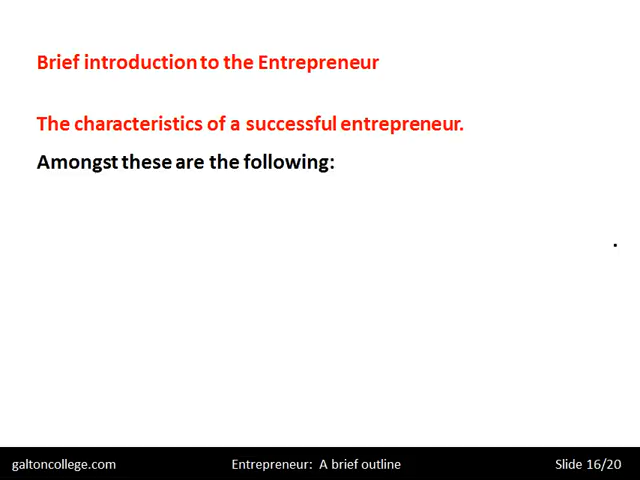 Brief introduction to the Entrepreneur
The characteristics of a successful entrepreneur.
Amongst these are the following:
.
galtoncollege.com Entrepreneur: A brief outline Slide 16/20